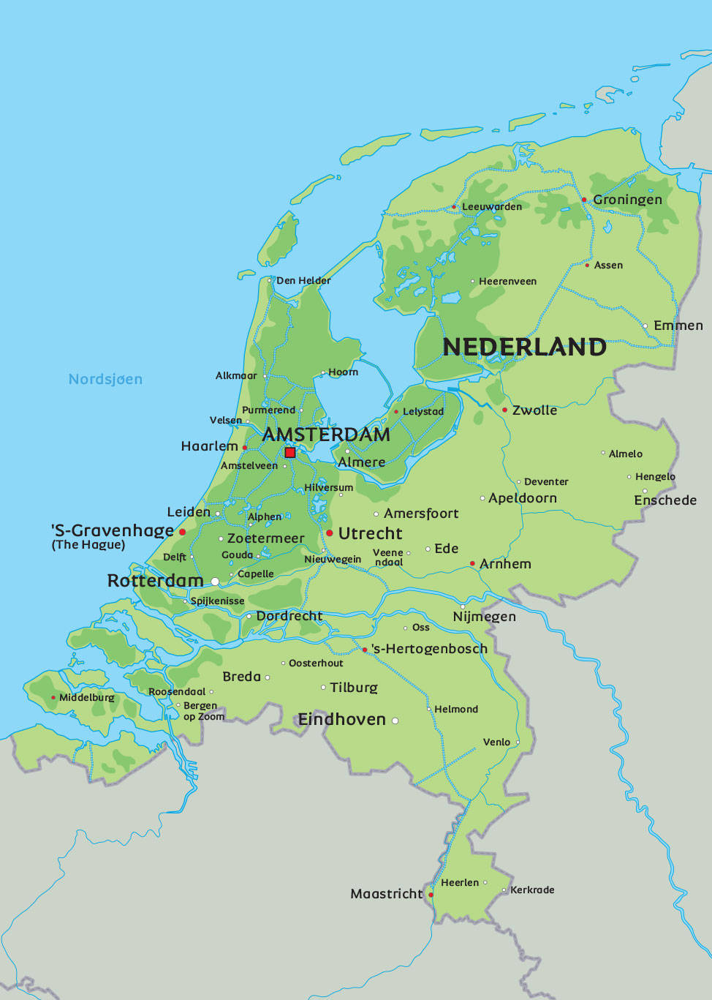 Groningen
Leeuwarden
Assen
Den Helder
Heerenveen
Emmen
NEDERLAND
Nordsjøen
Alkmaar
Hoorn
Purmerend
Lelystad
Zwolle
Velsen
AMSTERDAM
Haarlem
Almelo
Amstelveen
Almere
Hengelo
Deventer
Hilversum
Apeldoorn
Enschede
Leiden
Alphen
Amersfoort
'S-Gravenhage
(The Hague)
Zoetermeer
Utrecht
Ede
Delft
Gouda
Nieuwegein
Veene
ndaal
Arnhem
Capelle
Rotterdam
Spijkenisse
Dordrecht
Nijmegen
Oss
's-Hertogenbosch
Oosterhout
Breda
Tilburg
Roosendaal
Middelburg
Bergen
op Zoom
Helmond
Eindhoven
Venlo
Heerlen
Kerkrade
Maastricht